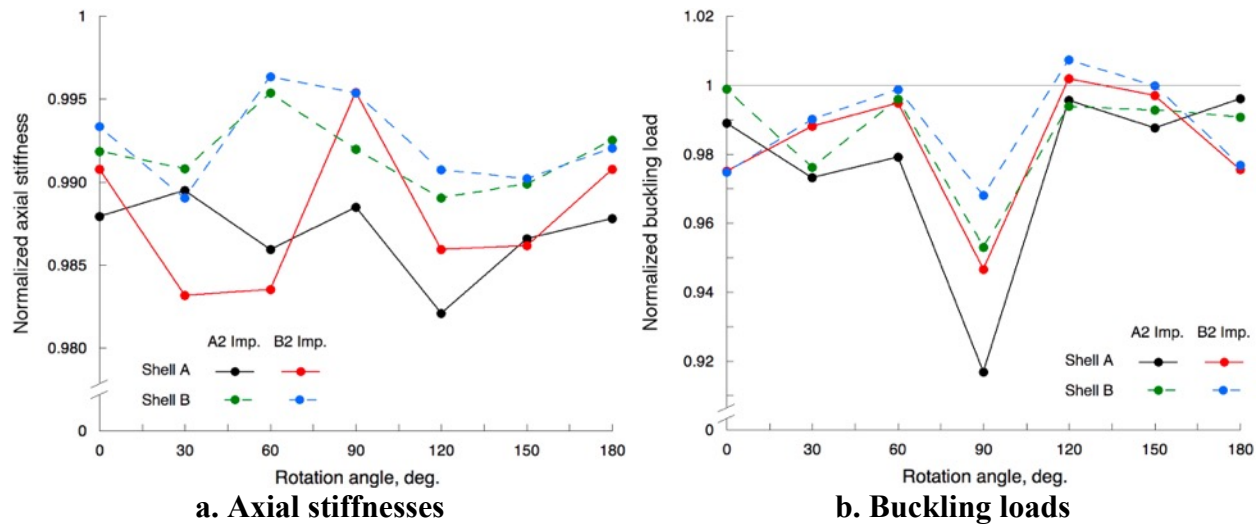 1
0.995
0.990
0.985
0.980
0
Normalized axial stiffness
A2 Imp. B2 Imp.
Shell A
Shell B
0 30 60 90 120 150 180
Rotation angle, deg.
a. Axial stiffnesses
1.02
1
0.98
0.96
0.94
0.92
0
Normalized buckling load
A2 Imp. B2 Imp.
Shell A
Shell B
0 30 60 90 120 150 180
Rotation angle, deg.
b. Buckling loads